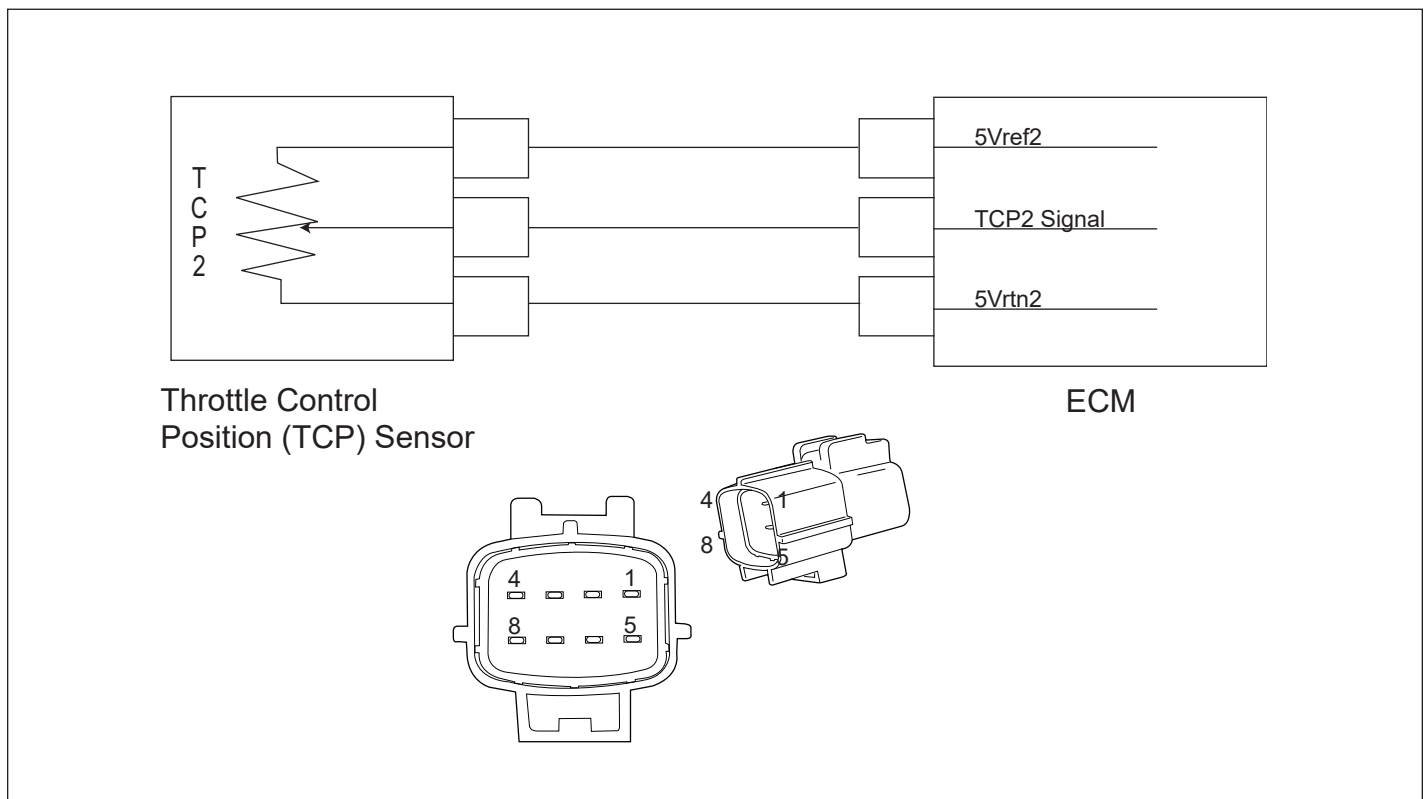 5Vref2
T
C
P
2
TCP2 Signal
5Vrtn2
Throttle Control
Position (TCP) Sensor
ECM
4 1
8 5
4 1
8 5